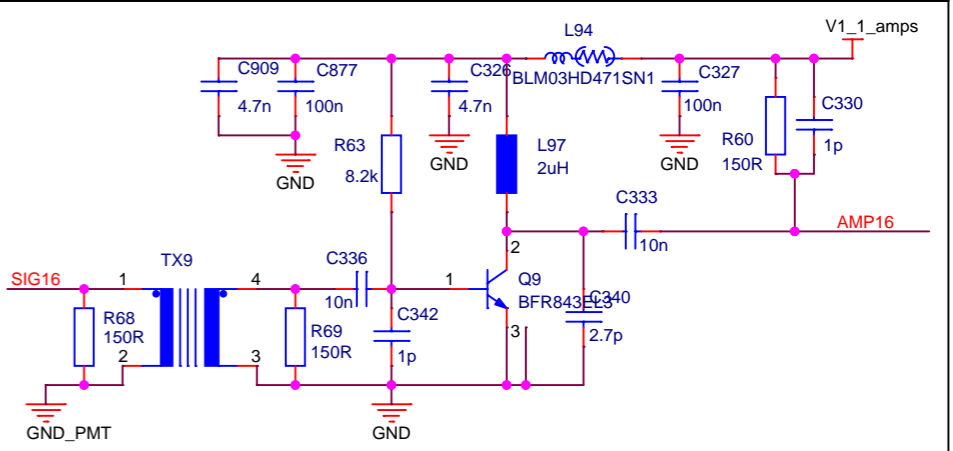 L94
V1_1_amps
C909
C877
C326
BLM03HD471SN1
C327
C330
4.7n
100n
4.7n
100n
R63
8.2k
L97
2uH
R60
150R
1p
GND
GND
GND
C333
AMP16
10n
SIG16
1
TX9
4
C336
10n
1
2
Q9
BFR843EL3
C340
R68
150R
R69
150R
C342
1p
3
2.7p
2
3
GND_PMT
GND